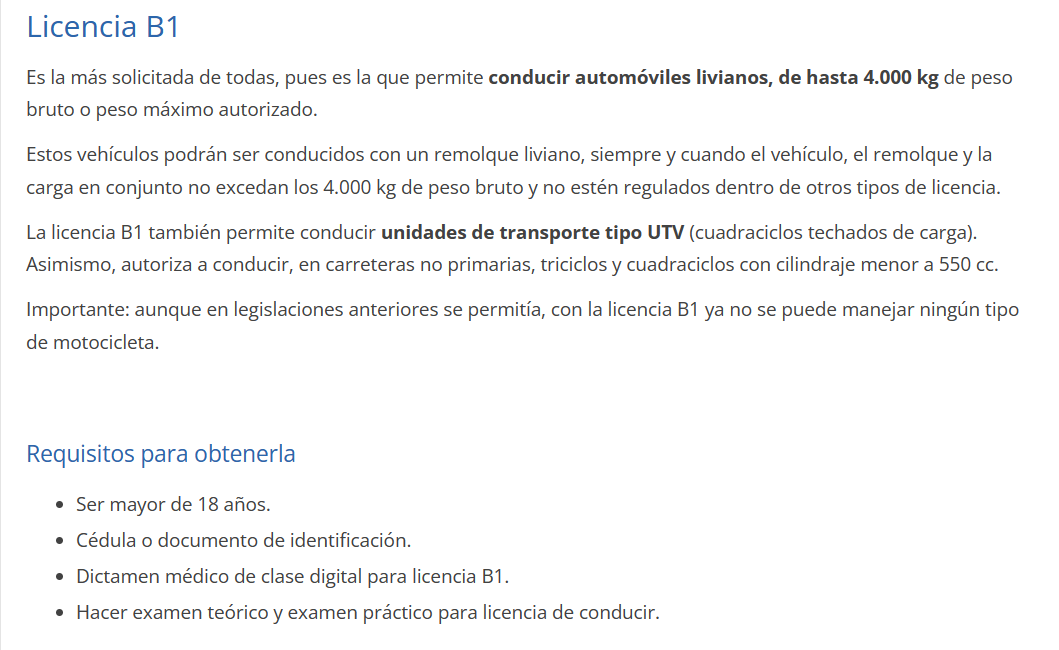 Licencia B1
Es la más solicitada de todas, pues es la que permite conducir automóviles livianos, de hasta 4.000 kg de peso
bruto o peso máximo autorizado.
Estos vehículos podrán ser conducidos con un remolque liviano, siempre y cuando el vehículo, el remolque y la
carga en conjunto no excedan los 4.000 kg de peso bruto y no estén regulados dentro de otros tipos de licencia.
La licencia B1 también permite conducir unidades de transporte tipo UTV (cuadraciclos techados de carga).
Asimismo, autoriza a conducir, en carreteras no primarias, triciclos y cuadraciclos con cilindraje menor a 550 cc.
Importante: aunque en legislaciones anteriores se permitía, con la licencia B1 ya no se puede manejar ningún tipo
de motocicleta.
Requisitos para obtenerla
• Ser mayor de 18 años.
• Cédula o documento de identificación.
• Dictamen médico de clase digital para licencia B1.
• Hacer examen teórico y examen práctico para licencia de conducir.